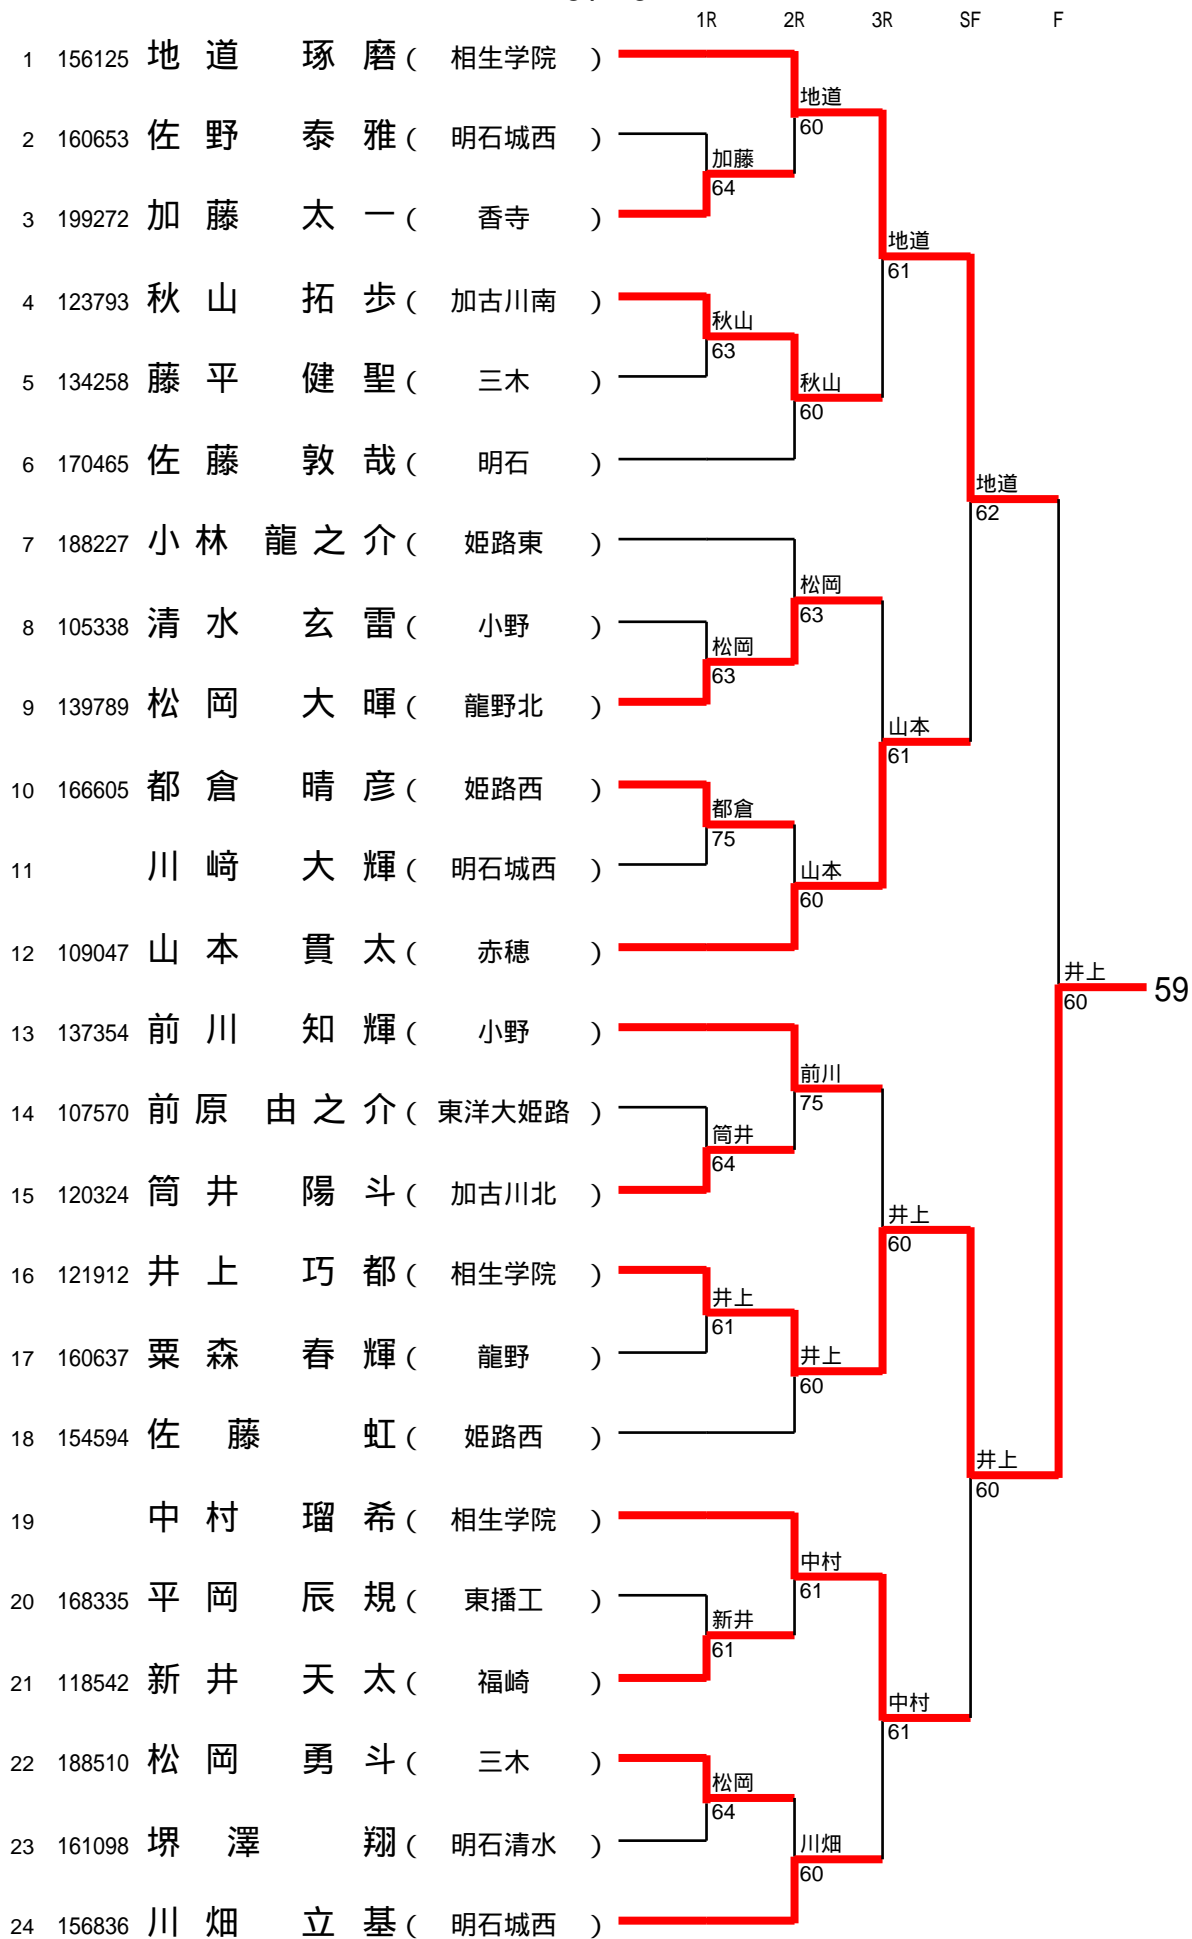 1R 2R 3R SF F
1 156125 地道 琢磨 ( 相生学院 )
地道
2 160653 佐野 泰雅 ( 明石城西 ) 60
加藤
64
3 199272 加藤 太一 ( 香寺 )
地道
61
4 123793 秋山 拓歩 ( 加古川南 )
秋山
63
5 134258 藤平 健聖 ( 三木 ) 秋山
60
6 170465 佐藤 敦哉 ( 明石 )
地道
62
7 188227 小林 龍之介 ( 姫路東 )
松岡
63
8 105338 清水 玄雷 ( 小野 )
松岡
63
9 139789 松岡 大暉 ( 龍野北 )
山本
61
10 166605 都倉 晴彦 ( 姫路西 )
都倉
75
11 川﨑 大輝 ( 明石城西 ) 山本
60
12 109047 山本 貫太 ( 赤穂 )
井上
60 59
13 137354 前川 知輝 ( 小野 )
前川
75
14 107570 前原 由之介 ( 東洋大姫路 )
筒井
64
15 120324 筒井 陽斗 ( 加古川北 )
井上
60
16 121912 井上 巧都 ( 相生学院 )
井上
61
17 160637 粟森 春輝 ( 龍野 ) 井上
60
18 154594 佐藤 虹 ( 姫路西 )
井上
60
19 中村 瑠希 ( 相生学院 )
中村
61
20 168335 平岡 辰規 ( 東播工 )
新井
61
21 118542 新井 天太 ( 福崎 )
中村
61
22 188510 松岡 勇斗 ( 三木 )
松岡
64
23 161098 堺澤 翔 ( 明石清水 ) 川畑
60
24 156836 川畑 立基 ( 明石城西 )